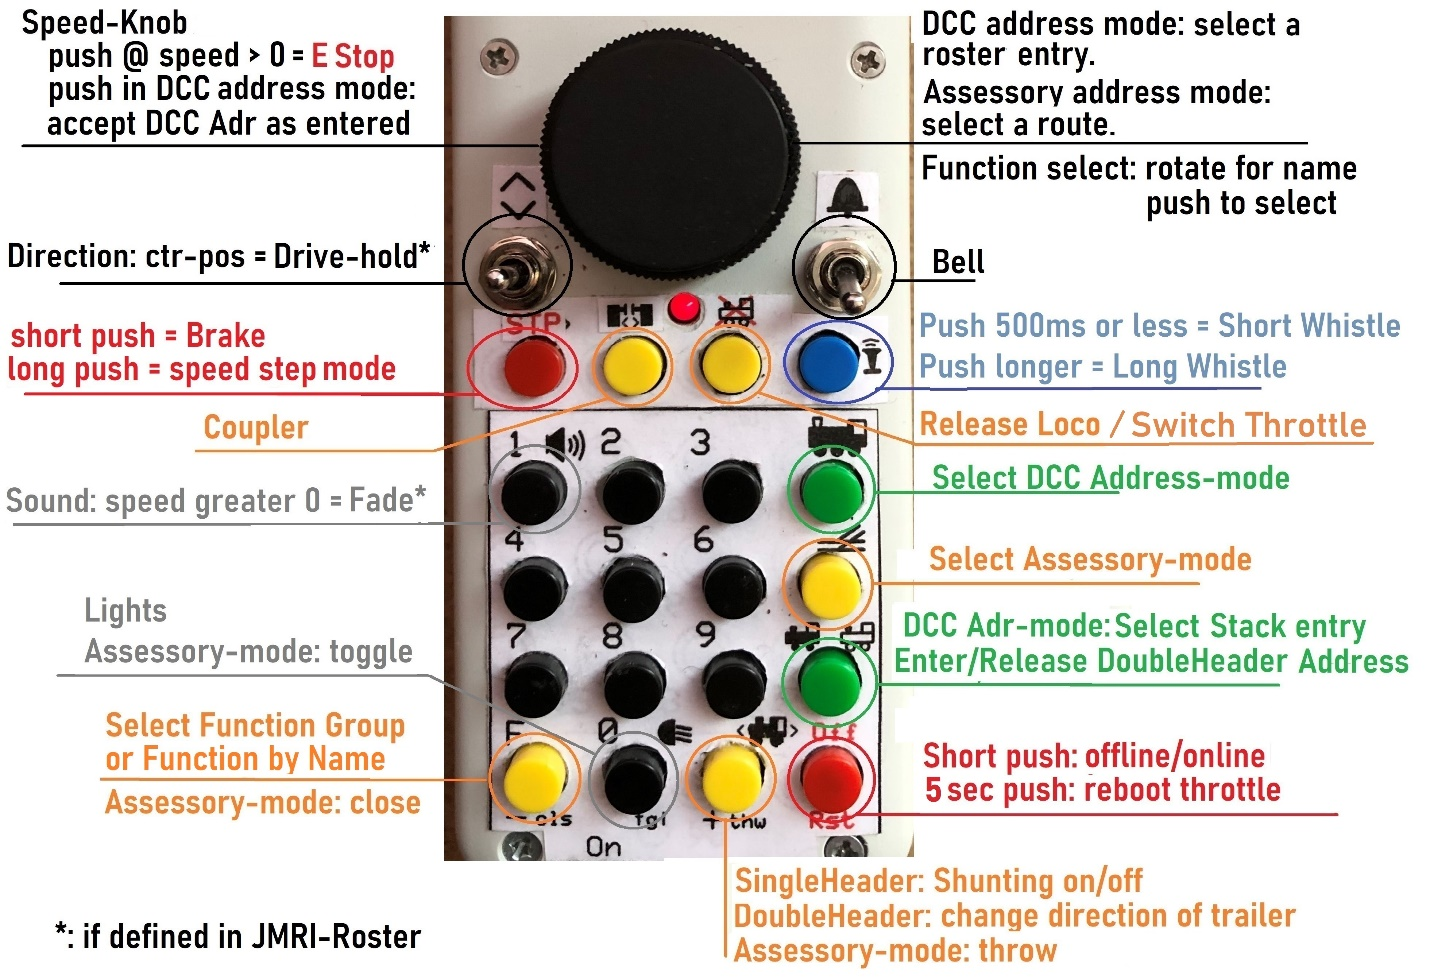 Speed-Knob
push @ speed > 0 = E Stop
push in DCC address mode:
accept DCC Adr as entered
DCC address mode: select a
roster entry.
Assessory address mode:
select a route.
Function select: rotate for name
push to select
Direction: ctr-pos = Drive-hold*
Bell
short push = Brake
long push = speed step mode
STP
< >
Push 500ms or less = Short Whistle
Push longer = Long Whistle
Coupler
Release Loco / Switch Throttle
1 2 3
Select DCC Address-mode
Sound: speed greater 0 = Fade*
4 5 6
Select Assessory-mode
Lights
Assessory-mode: toggle
7 8 9
DCC Adr-mode: Select Stack entry
Enter/Release DoubleHeader Address
Select Function Group
or Function by Name
Assessory-mode: close
F 0 < > Off
Short push: offline/online
5 sec push: reboot throttle
- cls tgl + thw Rst
On
SingleHeader: Shunting on/off
DoubleHeader: change direction of trailer
Assessory-mode: throw
*: if defined in JMRI-Roster